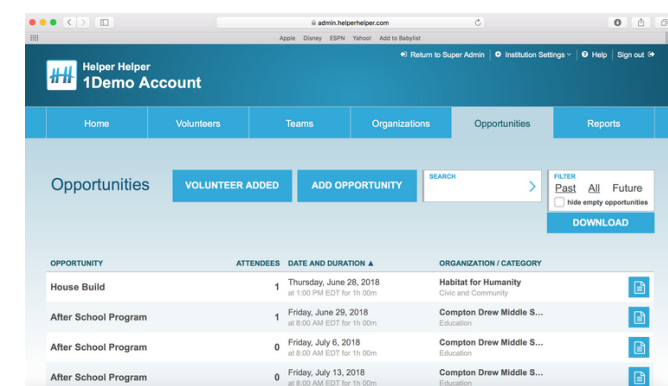 admin.helperhelper.com
Apple Disney ESPN Yahoo! Add to Babylist
Return to Super Admin Institution Settings Help Sign out
Helper Helper
1Demo Account
Home Volunteers Teams Organizations Opportunities Reports
Opportunities VOLUNTEER ADDED ADD OPPORTUNITY SEARCH
FILTER
Past All Future
hide empty opportunities
DOWNLOAD
OPPORTUNITY ATTENDEES DATE AND DURATION ▲ ORGANIZATION / CATEGORY
House Build 1 Thursday, June 28, 2018 Habitat for Humanity
at 1:00 PM EDT for 1h 00m Civic and Community
After School Program 1 Friday, June 29, 2018 Compton Drew Middle S...
at 8:00 AM EDT for 1h 00m Education
After School Program 0 Friday, July 6, 2018 Compton Drew Middle S...
at 8:00 AM EDT for 1h 00m Education
After School Program 0 Friday, July 13, 2018 Compton Drew Middle S...
at 8:00 AM EDT for 1h 00m Education